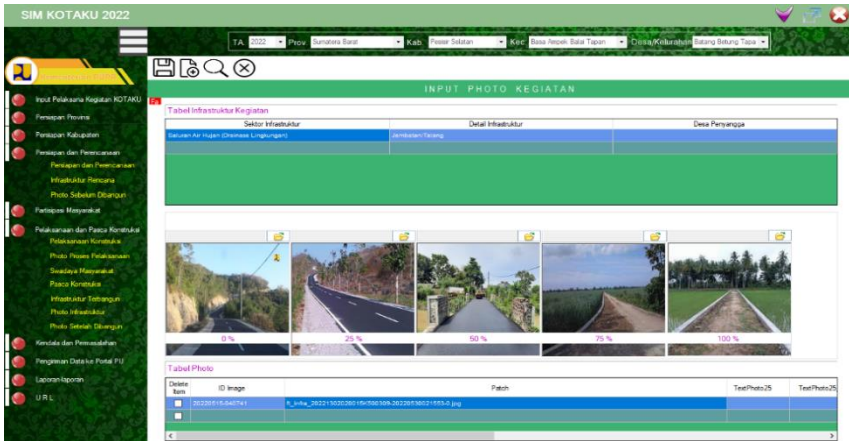 SIM KOTAKU 2022
TA. 2022 Prov Sumatera Barat Kab Pesisir Selatan Kec Basa Ampek Balai Tapan Desa/Kelurahan Batang Betung Tapa
INPUT PHOTO KEGIATAN
Input Pelaksana Kegiatan KOTAKU
Persiapan Provinsi
Persiapan Kabupaten
Persiapan dan Perencanaan
Persiapan dan Perencanaan
Infrastruktur Rencana
Photo Sebelum Dibangun
Partisipasi Masyarakat
Pelaksanaan dan Pasca Konstruksi
Pelaksanaan Konstruksi
Photo Proses Pelaksanaan
Swadaya Masyarakat
Pasca Konstruksi
Infrastruktur Terbangun
Photo Infrastruktur
Photo Setelah Dibangun
Kendala dan Permasalahan
Pengiriman Data ke Portal PU
Laporan-laporan
URL
Tabel Infrastruktur Kegiatan
Sektor Infrastruktur Detail Infrastruktur Desa Penyangga
Saluran Air Hujan (Drainase Lingkungan) Jembatan/Talang
0 % 25 % 50 % 75 % 100 %
Tabel Photo
Delete Item ID Image Patch TextPhoto25 TextPhoto25